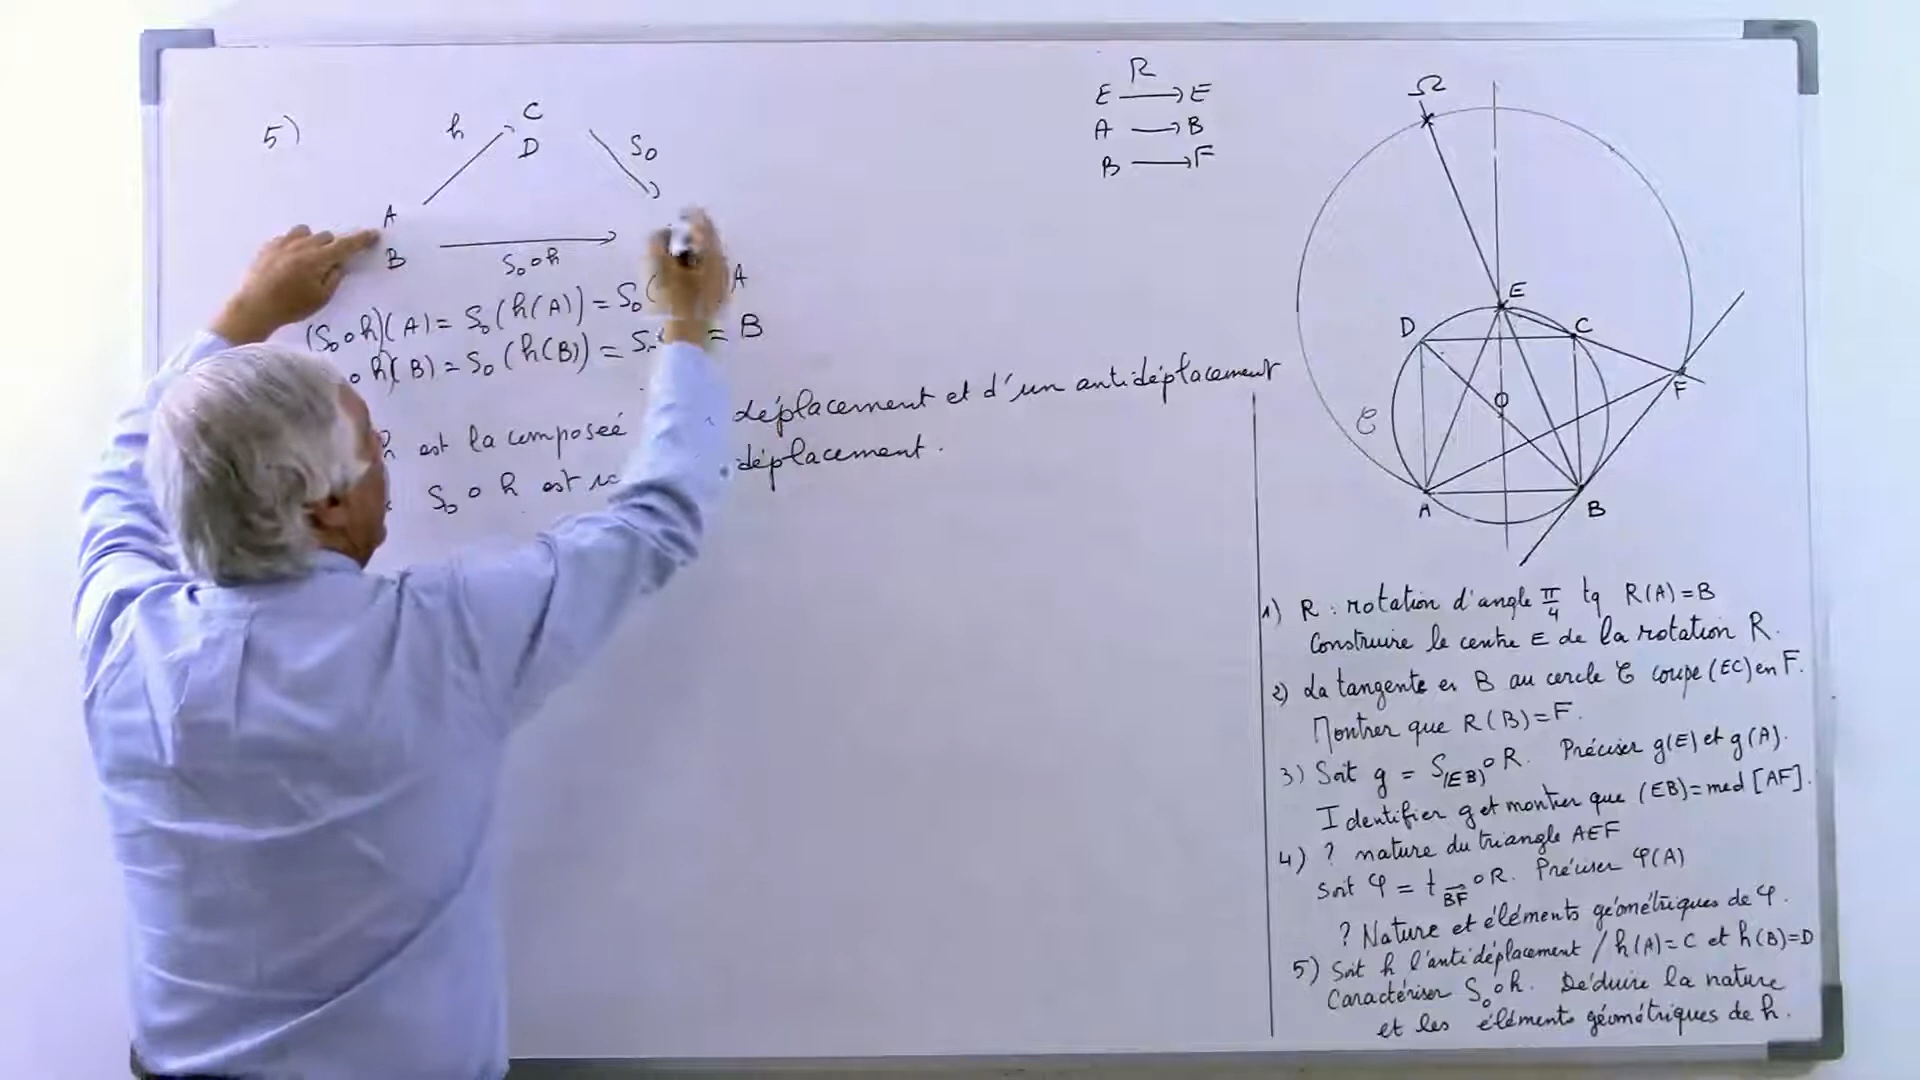 5)
h
C
D
S₀
A
B
S₀∘h
(S₀∘h)(A) = S₀(h(A)) = S₀( A
∘h)(B) = S₀(h(B)) = S = B
h est la composée déplacement et d'un antidéplacement
S₀∘h est déplacement.
R
E → E
A → B
B → F
Ω
E
D
C
F
O
𝒞
A
B
1) R : rotation d'angle π/4 tq R(A) = B
Construire le centre E de la rotation R.
2) La tangente en B au cercle 𝒞 coupe (EC) en F.
Montrer que R(B) = F.
3) Soit g = S(EB)∘R. Préciser g(E) et g(A).
Identifier g et montrer que (EB) = med [AF].
4) ? nature du triangle AEF
Soit φ = t_BF⃗ ∘R. Préciser φ(A)
? Nature et éléments géométriques de φ.
5) Soit h l'antidéplacement / h(A) = C et h(B) = D
Caractériser S₀∘h. Déduire la nature
et les éléments géométriques de h.